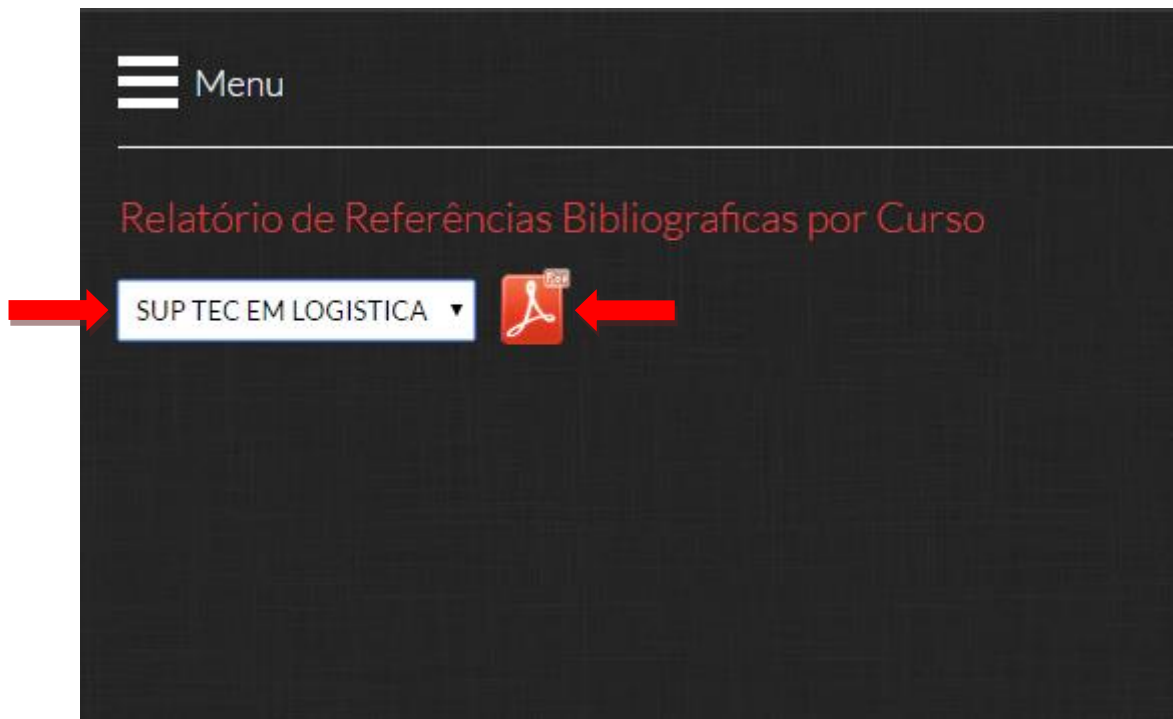 Menu
Relatório de Referências Bibliograficas por Curso
SUP TEC EM LOGISTICA